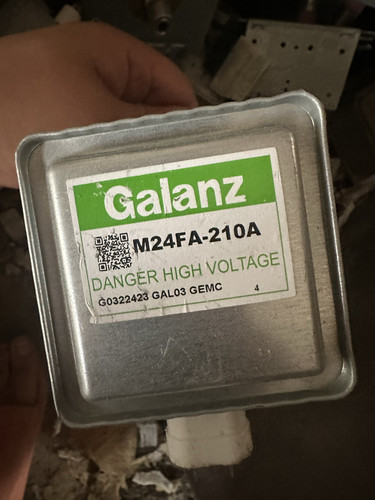 Galanz
M24FA-210A
DANGER HIGH VOLTAGE
G0322423 GAL03 GEMC 4